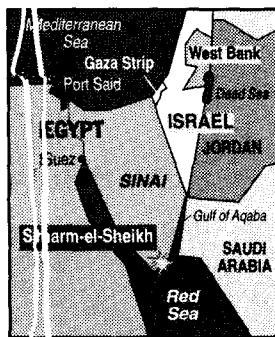 Mediterranean
Sea
Gaza Strip
West Bank
Port Said
Dead Sea
EGYPT
ISRAEL
JORDAN
Suez
SINAI
Gulf of Aqaba
Sharm-el-Sheikh
SAUDI
ARABIA
Red
Sea